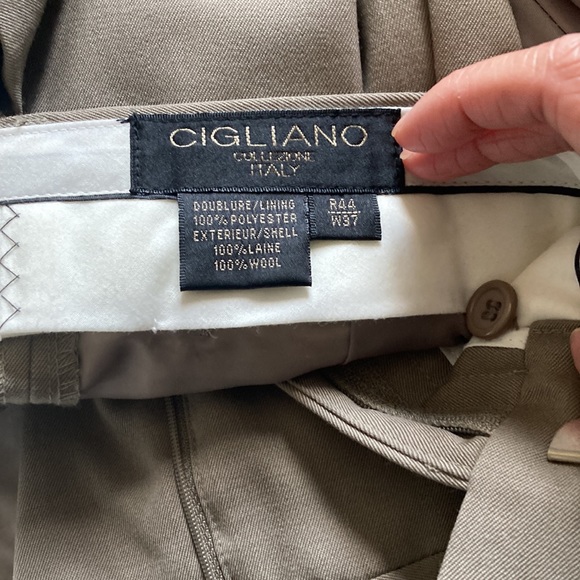 CIGLIANO
COLLEZIONE
ITALY
DOUBLURE/LINING
100% POLYESTER
EXTERIEUR/SHELL
100% LAINE
100% WOOL
R44
W37